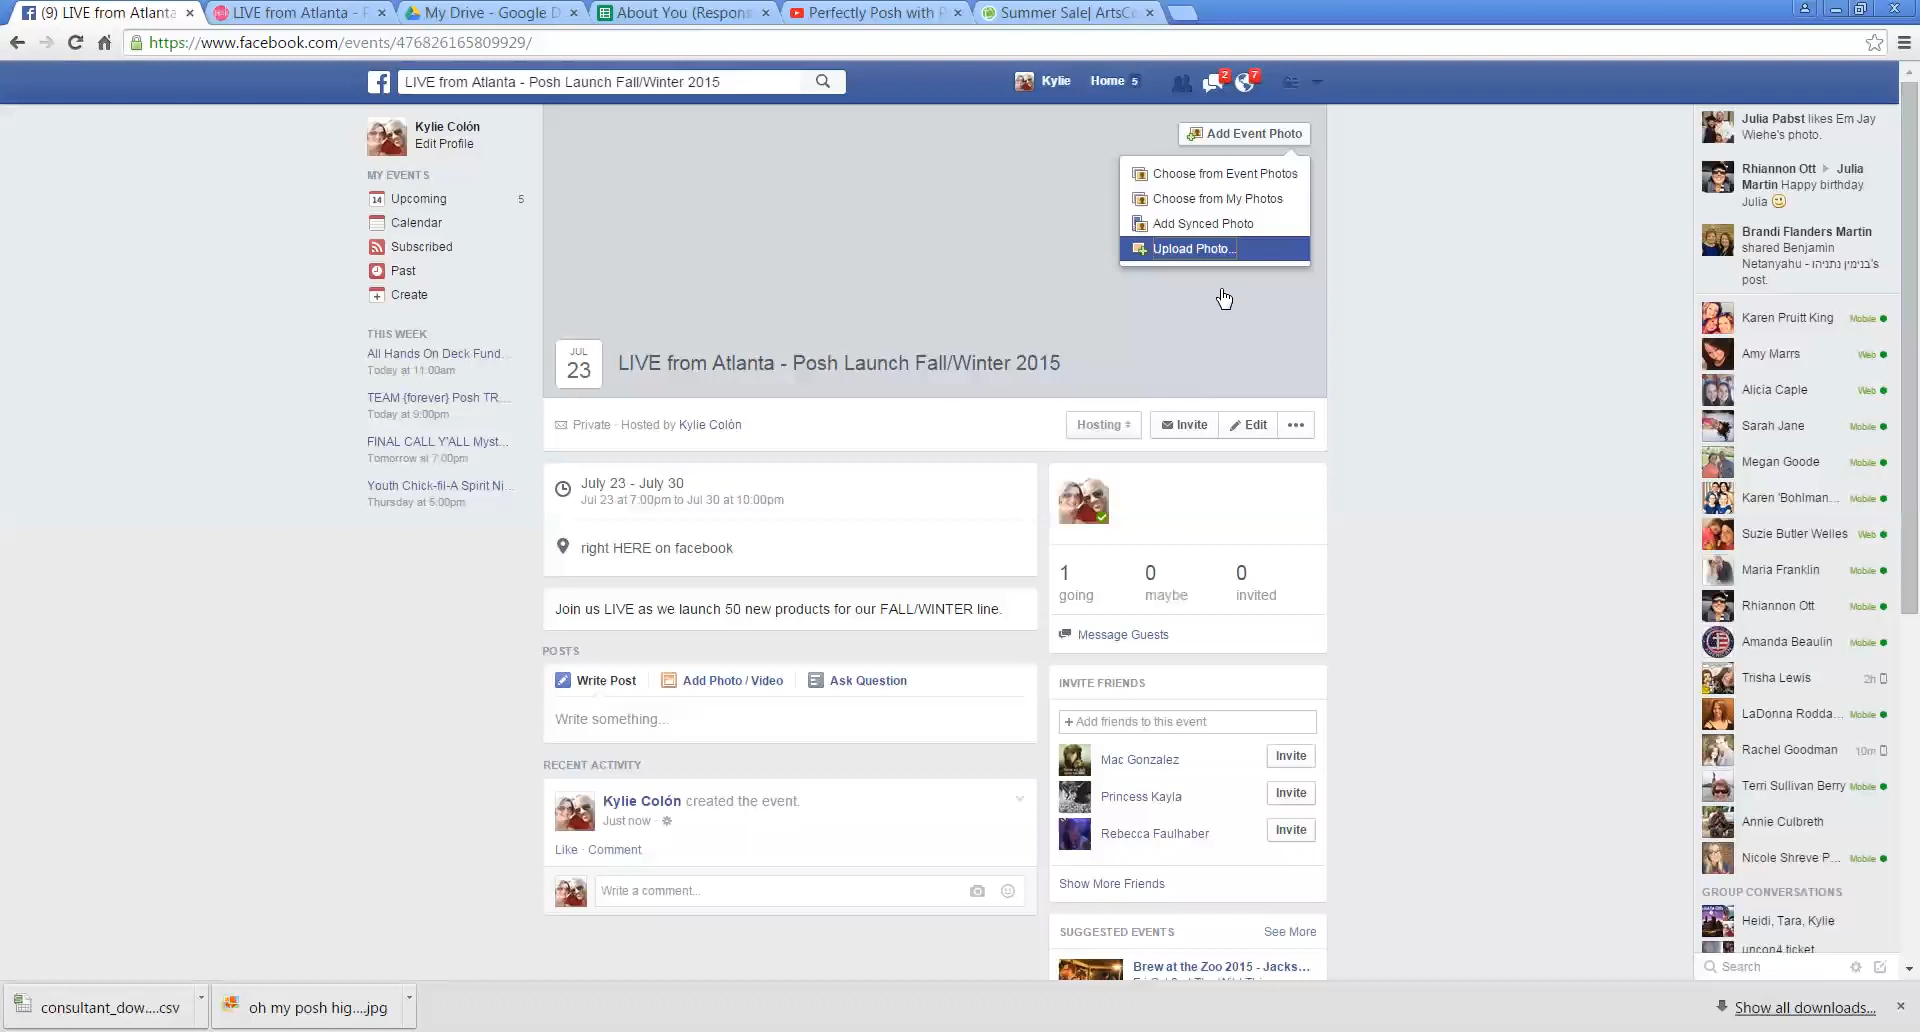 (9) LIVE from Atlanta
LIVE from Atlanta -
My Drive - Google D
About You (Respons
Perfectly Posh with
Summer Sale| ArtsCo
https://www.facebook.com/events/476826165809929/
LIVE from Atlanta - Posh Launch Fall/Winter 2015
Kylie
Home 5
2
7
Kylie Colón
Edit Profile
MY EVENTS
14 Upcoming 5
Calendar
Subscribed
Past
Create
THIS WEEK
All Hands On Deck Fund...
Today at 11:00am
TEAM {forever} Posh TR...
Today at 9:00pm
FINAL CALL Y'ALL Myst...
Tomorrow at 7:00pm
Youth Chick-fil-A Spirit Ni...
Thursday at 5:00pm
Add Event Photo
Choose from Event Photos
Choose from My Photos
Add Synced Photo
Upload Photo...
JUL
23
LIVE from Atlanta - Posh Launch Fall/Winter 2015
Private · Hosted by Kylie Colón
Hosting
Invite
Edit
July 23 - July 30
Jul 23 at 7:00pm to Jul 30 at 10:00pm
right HERE on facebook
Join us LIVE as we launch 50 new products for our FALL/WINTER line.
POSTS
Write Post
Add Photo / Video
Ask Question
Write something...
RECENT ACTIVITY
Kylie Colón created the event.
Just now ·
Like · Comment
Write a comment...
1 0 0
going maybe invited
Message Guests
INVITE FRIENDS
+ Add friends to this event
Mac Gonzalez Invite
Princess Kayla Invite
Rebecca Faulhaber Invite
Show More Friends
SUGGESTED EVENTS See More
Brew at the Zoo 2015 - Jacks...
Julia Pabst likes Em Jay
Wiehe's photo.
Rhiannon Ott Julia
Martin Happy birthday
Julia
Brandi Flanders Martin
shared Benjamin
Netanyahu - בנימין נתניהו's
post.
Karen Pruitt King Mobile
Amy Marrs Web
Alicia Caple Web
Sarah Jane Mobile
Megan Goode Mobile
Karen 'Bohlman... Mobile
Suzie Butler Welles Web
Maria Franklin Mobile
Rhiannon Ott Mobile
Amanda Beaulin Mobile
Trisha Lewis 2h
LaDonna Rodda... Mobile
Rachel Goodman 10m
Terri Sullivan Berry Mobile
Annie Culbreth
Nicole Shreve P... Mobile
GROUP CONVERSATIONS
Heidi, Tara, Kylie
uncon4 ticket
Search
consultant_dow....csv
oh my posh hig....jpg
Show all downloads...